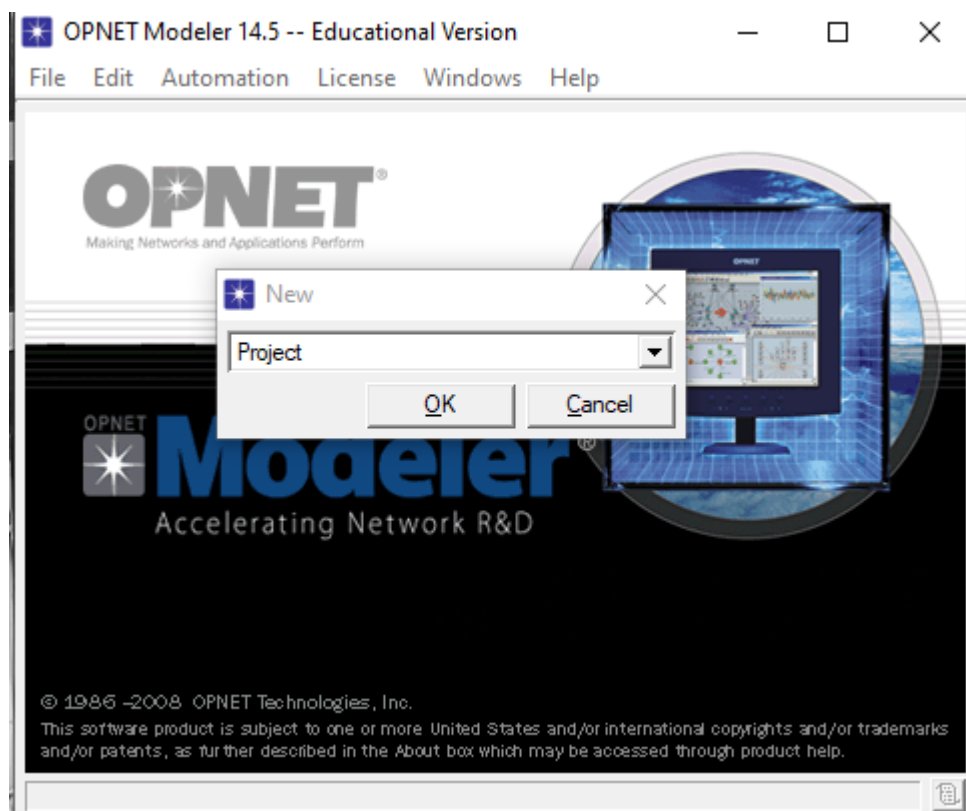 OPNET Modeler 14.5 -- Educational Version
File Edit Automation License Windows Help
OPNET®
Making Networks and Applications Perform
OPNET
New
Project
OK Cancel
OPNET
Modeler®
Accelerating Network R&D
© 1986 -2008 OPNET Technologies, Inc.
This software product is subject to one or more United States and/or international copyrights and/or trademarks
and/or patents, as further described in the About box which may be accessed through product help.